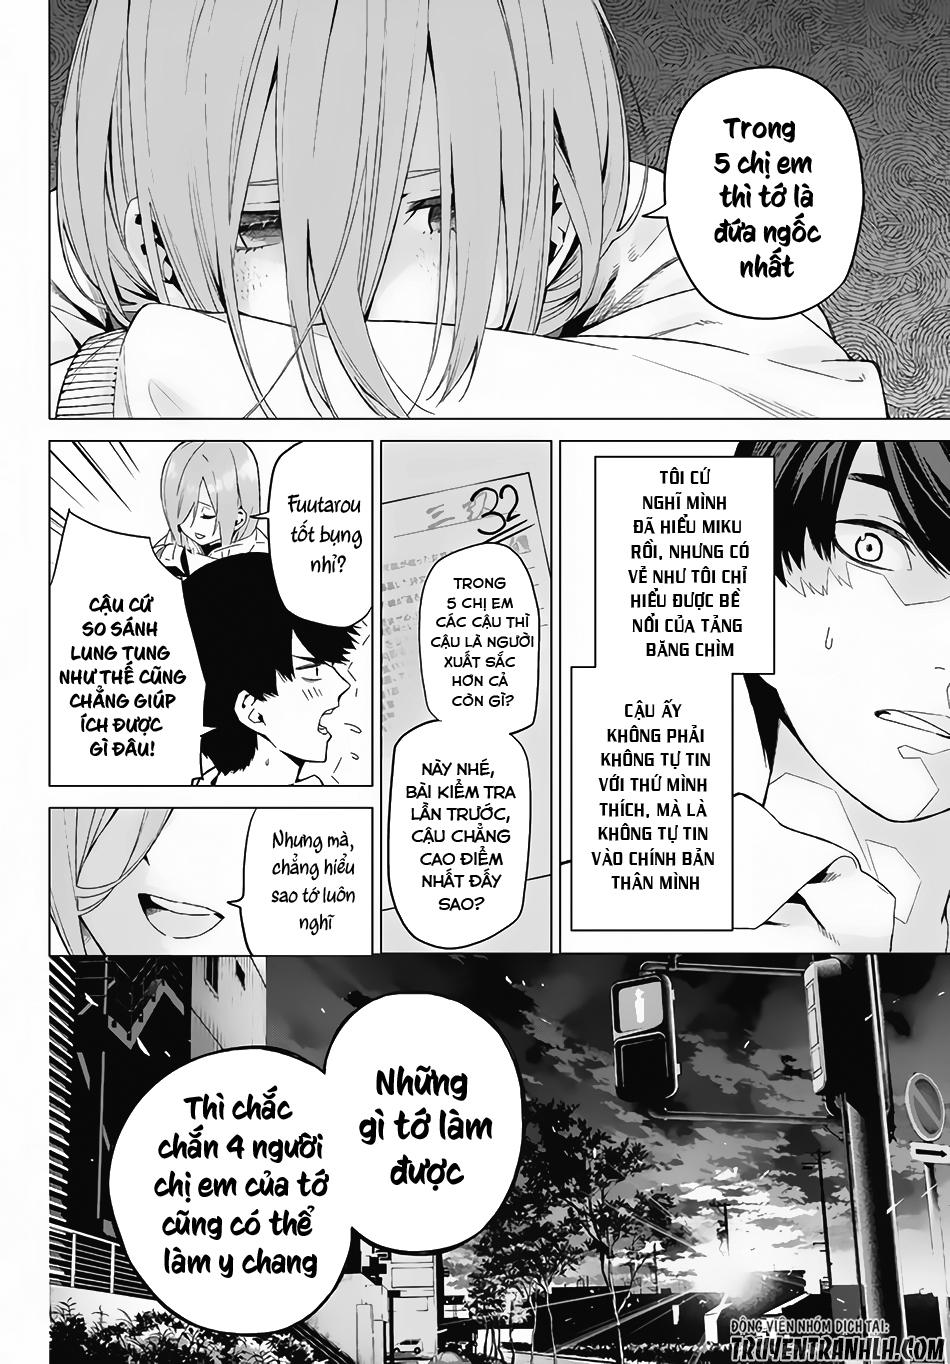 Trong
5 chị em
thì tớ là
đứa ngốc
nhất
TÔI CỨ
NGHĨ MÌNH
ĐÃ HIỂU MIKU
RỒI, NHƯNG CÓ
VẺ NHƯ TÔI CHỈ
HIỂU ĐƯỢC BỀ
NỔI CỦA TẢNG
BĂNG CHÌM
CẬU ẤY
KHÔNG PHẢI
KHÔNG TỰ TIN
VỚI THỨ MÌNH
THÍCH, MÀ LÀ
KHÔNG TỰ TIN
VÀO CHÍNH BẢN
THÂN MÌNH
32
TRONG
5 CHỊ EM
CÁC CẬU THÌ
CẬU LÀ NGƯỜI
XUẤT SẮC
HƠN CẢ
CÒN GÌ?
NÀY NHÉ,
BÀI KIỂM TRA
LẦN TRƯỚC,
CẬU CHẲNG
CAO ĐIỂM
NHẤT ĐẤY
SAO?
Fuutarou
tốt bụng
nhỉ?
CẬU CỨ
SO SÁNH
LUNG TUNG
NHƯ THẾ CŨNG
CHẲNG GIÚP
ÍCH ĐƯỢC
GÌ ĐÂU!
Nhưng mà,
chẳng hiểu
sao tớ luôn
nghĩ
Những
gì tớ làm
được
Thì chắc
chắn 4 người
chị em của tớ
cũng có thể
làm y chang
ĐỘNG VIÊN NHÓM DỊCH TẠI:
TRUYENTRANHLH.COM